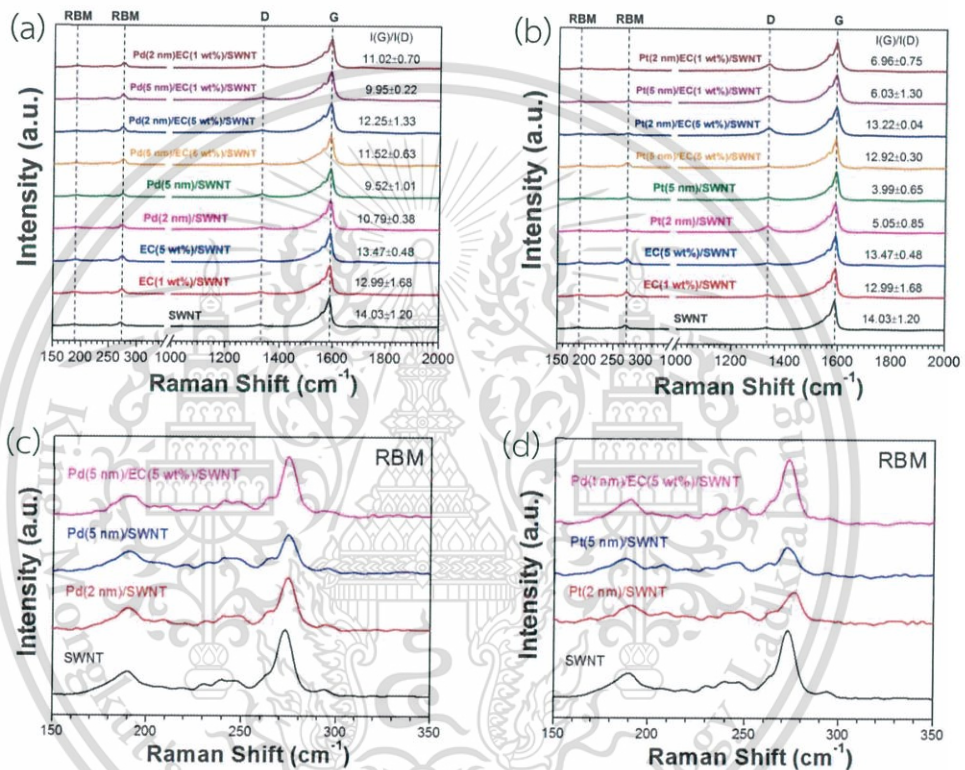 (a)
RBM RBM D G
I(G)/I(D)
Pd(2 nm)EC(1 wt%)/SWNT 11.02±0.70
Pd(5 nm)/EC(1 wt%)/SWNT 9.95±0.22
Pd(2 nm)/EC(5 wt%)/SWNT 12.25±1.33
Pd(5 nm)/EC(5 wt%)/SWNT 11.52±0.63
Pd(5 nm)/SWNT 9.52±1.01
Pd(2 nm)/SWNT 10.79±0.38
EC(5 wt%)/SWNT 13.47±0.48
EC(1 wt%)/SWNT 12.99±1.68
SWNT 14.03±1.20
150 200 250 300 1000 1200 1400 1600 1800 2000
Raman Shift (cm⁻¹)
Intensity (a.u.)
(b)
RBM RBM D G
I(G)/I(D)
Pt(2 nm)EC(1 wt%)/SWNT 6.96±0.75
Pt(5 nm)/EC(1 wt%)/SWNT 6.03±1.30
Pt(2 nm)/EC(5 wt%)/SWNT 13.22±0.04
Pt(5 nm)/EC(5 wt%)/SWNT 12.92±0.30
Pt(5 nm)/SWNT 3.99±0.65
Pt(2 nm)/SWNT 5.05±0.85
EC(5 wt%)/SWNT 13.47±0.48
EC(1 wt%)/SWNT 12.99±1.68
SWNT 14.03±1.20
150 200 250 300 1000 1200 1400 1600 1800 2000
Raman Shift (cm⁻¹)
Intensity (a.u.)
(c)
RBM
Pd(5 nm)/EC(5 wt%)/SWNT
Pd(5 nm)/SWNT
Pd(2 nm)/SWNT
SWNT
150 200 250 300 350
Raman Shift (cm⁻¹)
Intensity (a.u.)
(d)
RBM
Pd(1 nm)/EC(5 wt%)/SWNT
Pt(5 nm)/SWNT
Pt(2 nm)/SWNT
SWNT
150 200 250 300 350
Raman Shift (cm⁻¹)
Intensity (a.u.)
Ladkrabang